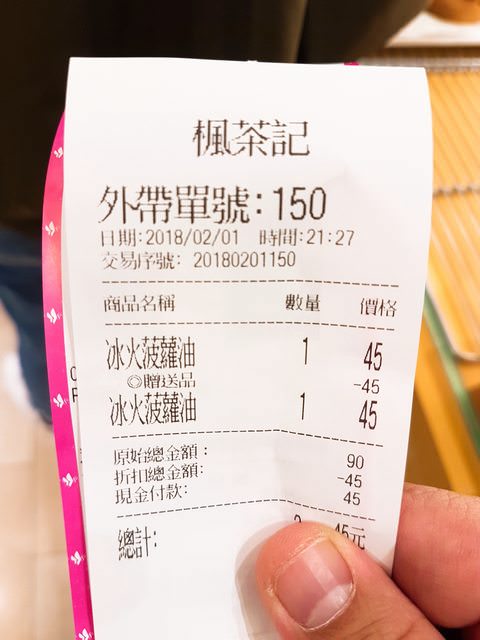 楓茶記
外帶單號:150
日期:2018/02/01 時間:21:27
交易序號: 20180201150
商品名稱 數量 價格
冰火菠蘿油 1 45
◎贈送品 -45
冰火菠蘿油 1 45
原始總金額: 90
折扣總金額: -45
現金付款: 45
總計: 45元